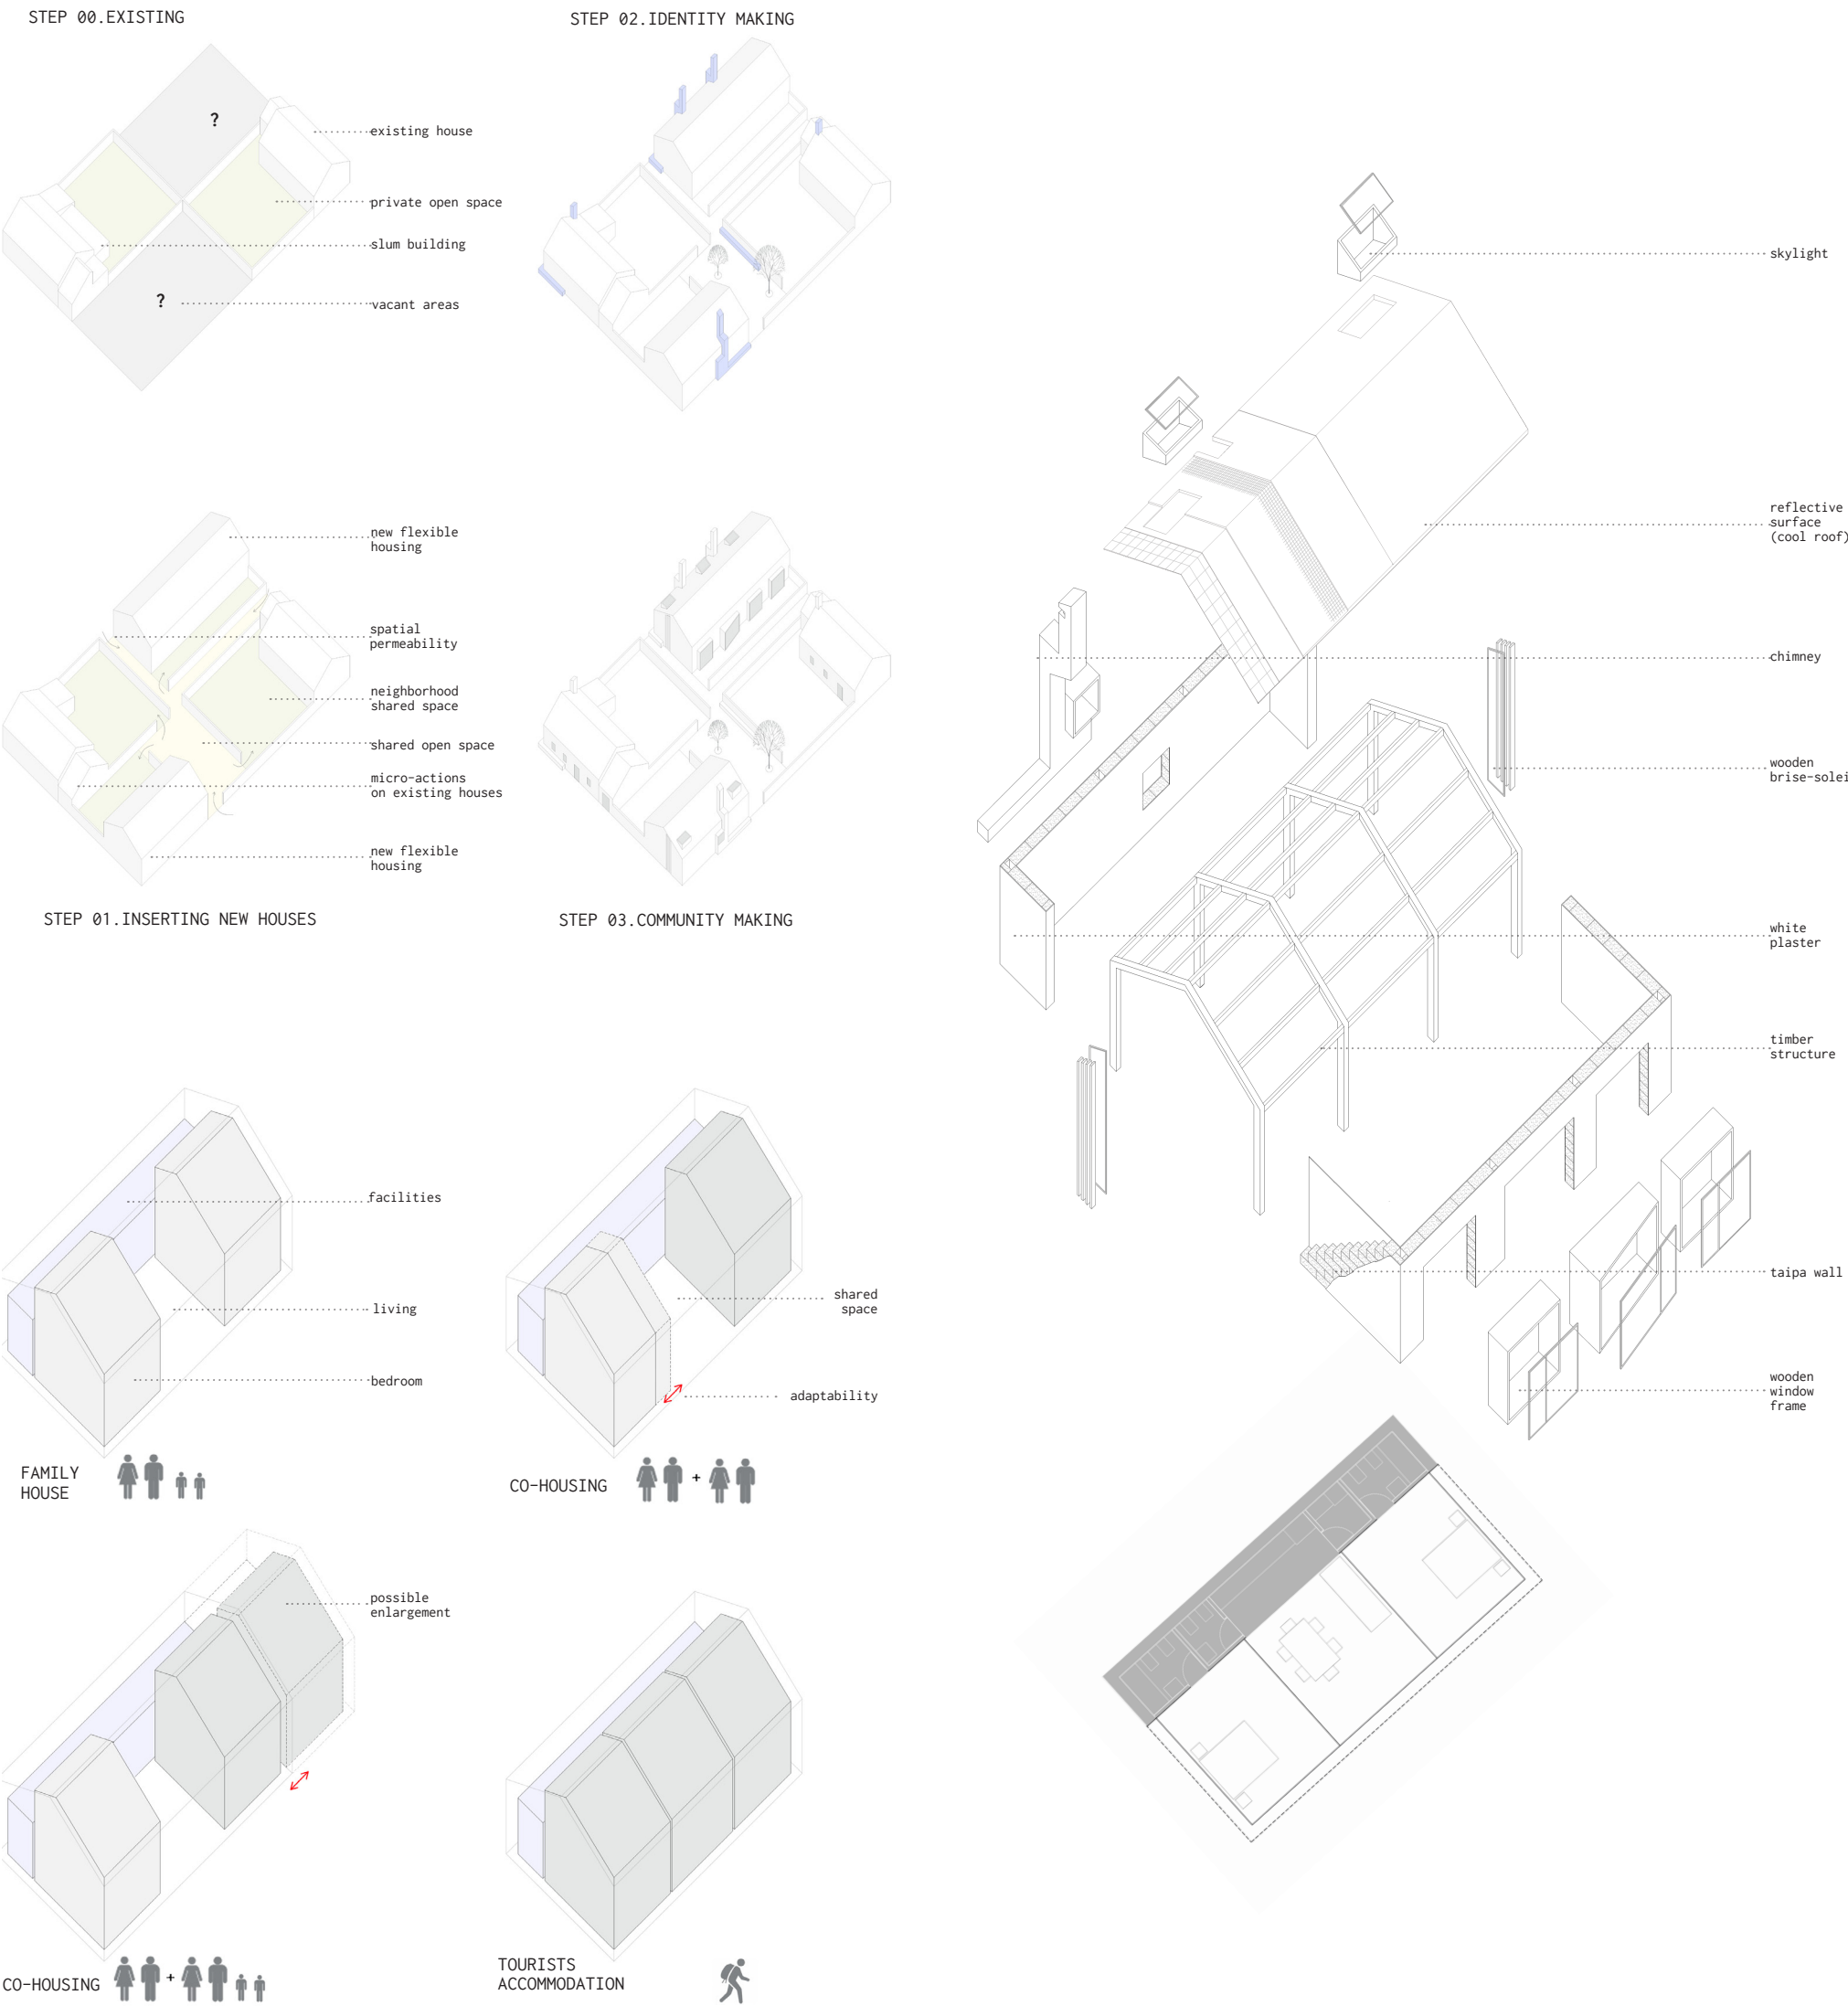 STEP 00.EXISTING
existing house
private open space
slum building
vacant areas
?
?
STEP 02.IDENTITY MAKING
new flexible
housing
spatial
permeability
neighborhood
shared space
shared open space
micro-actions
on existing houses
new flexible
housing
STEP 01.INSERTING NEW HOUSES
STEP 03.COMMUNITY MAKING
facilities
living
bedroom
FAMILY
HOUSE
shared
space
adaptability
CO-HOUSING
+
possible
enlargement
CO-HOUSING
+
TOURISTS
ACCOMMODATION
skylight
reflective
surface
(cool roof)
chimney
wooden
brise-solei
white
plaster
timber
structure
taipa wall
wooden
window
frame